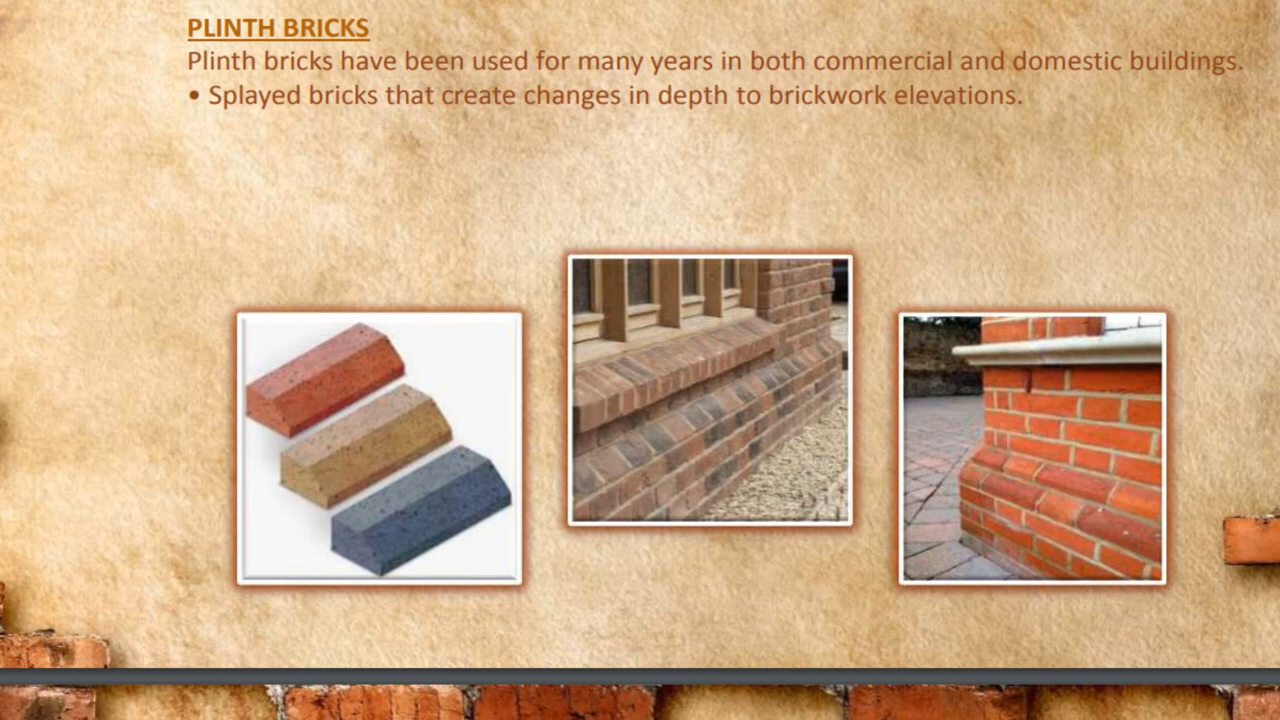 PLINTH BRICKS
Plinth bricks have been used for many years in both commercial and domestic buildings.
• Splayed bricks that create changes in depth to brickwork elevations.